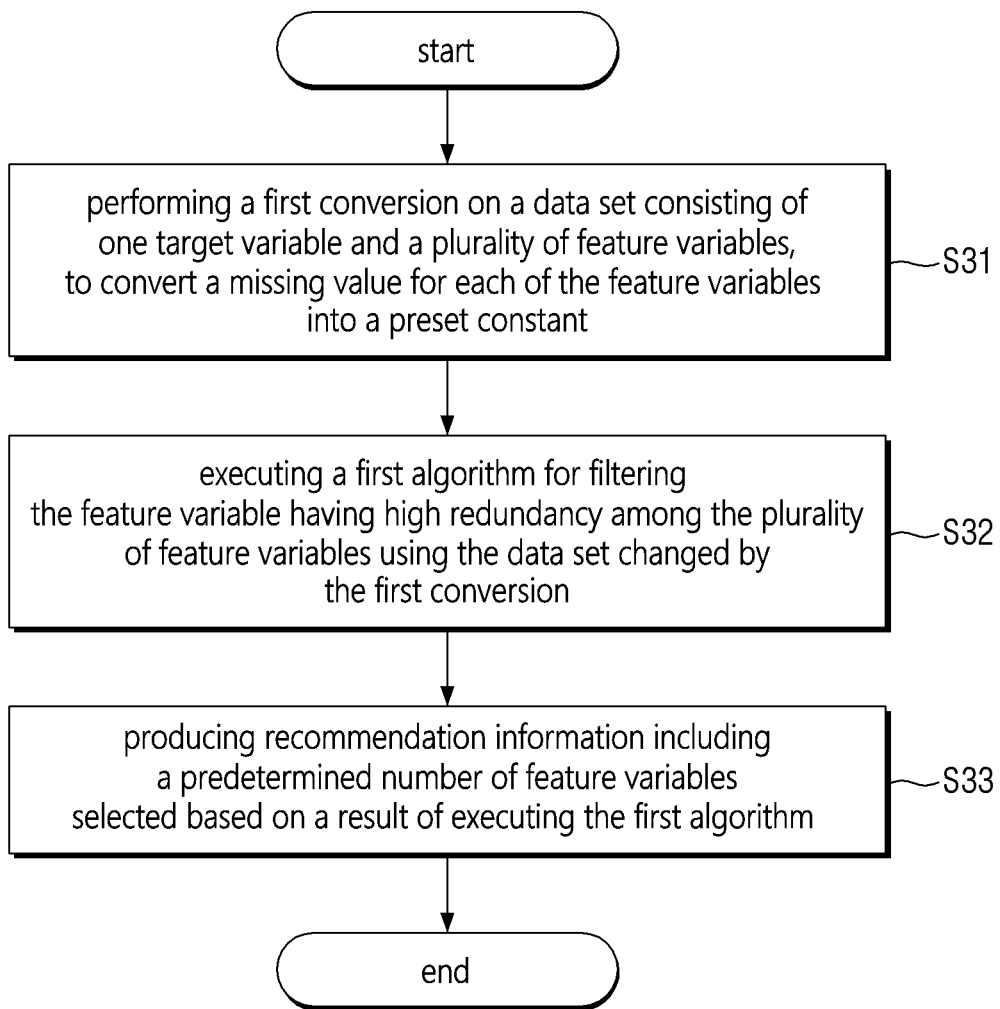 start
performing a first conversion on a data set consisting of
one target variable and a plurality of feature variables,
to convert a missing value for each of the feature variables
into a preset constant
S31
executing a first algorithm for filtering
the feature variable having high redundancy among the plurality
of feature variables using the data set changed by
the first conversion
S32
producing recommendation information including
a predetermined number of feature variables
selected based on a result of executing the first algorithm
S33
end